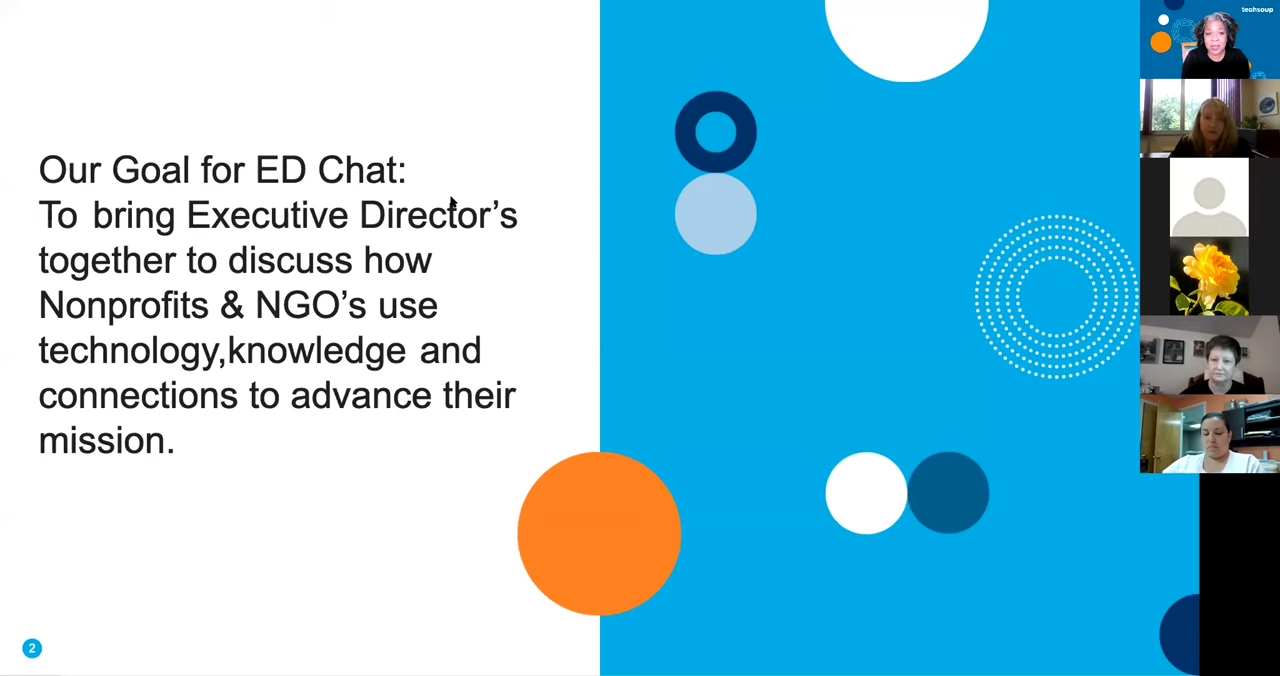 Our Goal for ED Chat:
To bring Executive Director’s
together to discuss how
Nonprofits & NGO’s use
technology,knowledge and
connections to advance their
mission.
2
techsoup